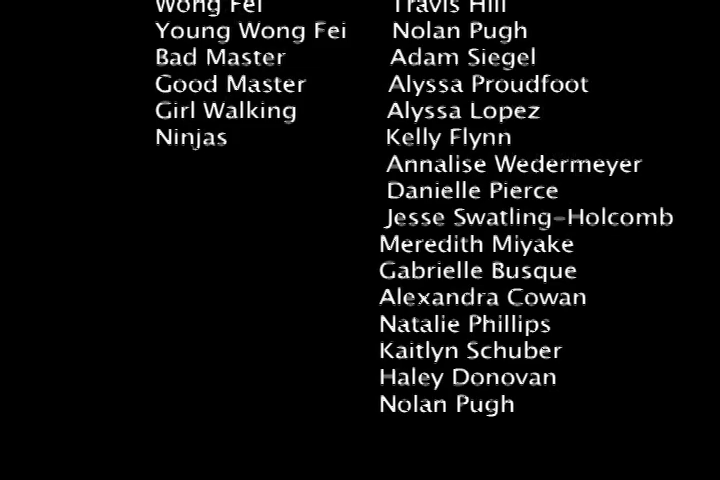 Wong Fei Travis Hill
Young Wong Fei Nolan Pugh
Bad Master Adam Siegel
Good Master Alyssa Proudfoot
Girl Walking Alyssa Lopez
Ninjas Kelly Flynn
Annalise Wedermeyer
Danielle Pierce
Jesse Swatling-Holcomb
Meredith Miyake
Gabrielle Busque
Alexandra Cowan
Natalie Phillips
Kaitlyn Schuber
Haley Donovan
Nolan Pugh